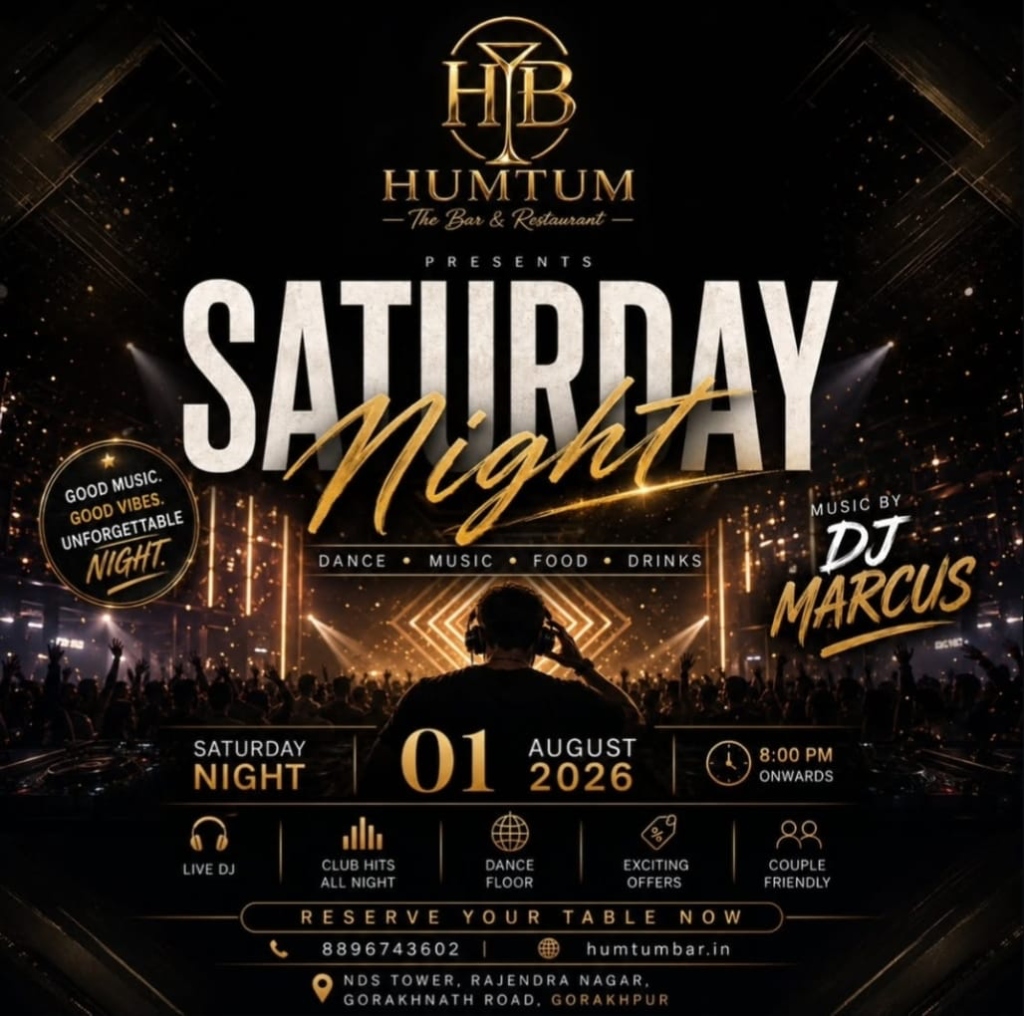 HYB
HUMTUM
The Bar & Restaurant
PRESENTS
SATURDAY
Night
GOOD MUSIC.
GOOD VIBES.
UNFORGETTABLE
NIGHT.
DANCE • MUSIC • FOOD • DRINKS
MUSIC BY
DJ
MARCUS
SATURDAY
NIGHT
01
AUGUST
2026
8:00 PM
ONWARDS
LIVE DJ
CLUB HITS
ALL NIGHT
DANCE
FLOOR
%
EXCITING
OFFERS
COUPLE
FRIENDLY
RESERVE YOUR TABLE NOW
8896743602 | humtumbar.in
NDS TOWER, RAJENDRA NAGAR,
GORAKHNATH ROAD, GORAKHPUR